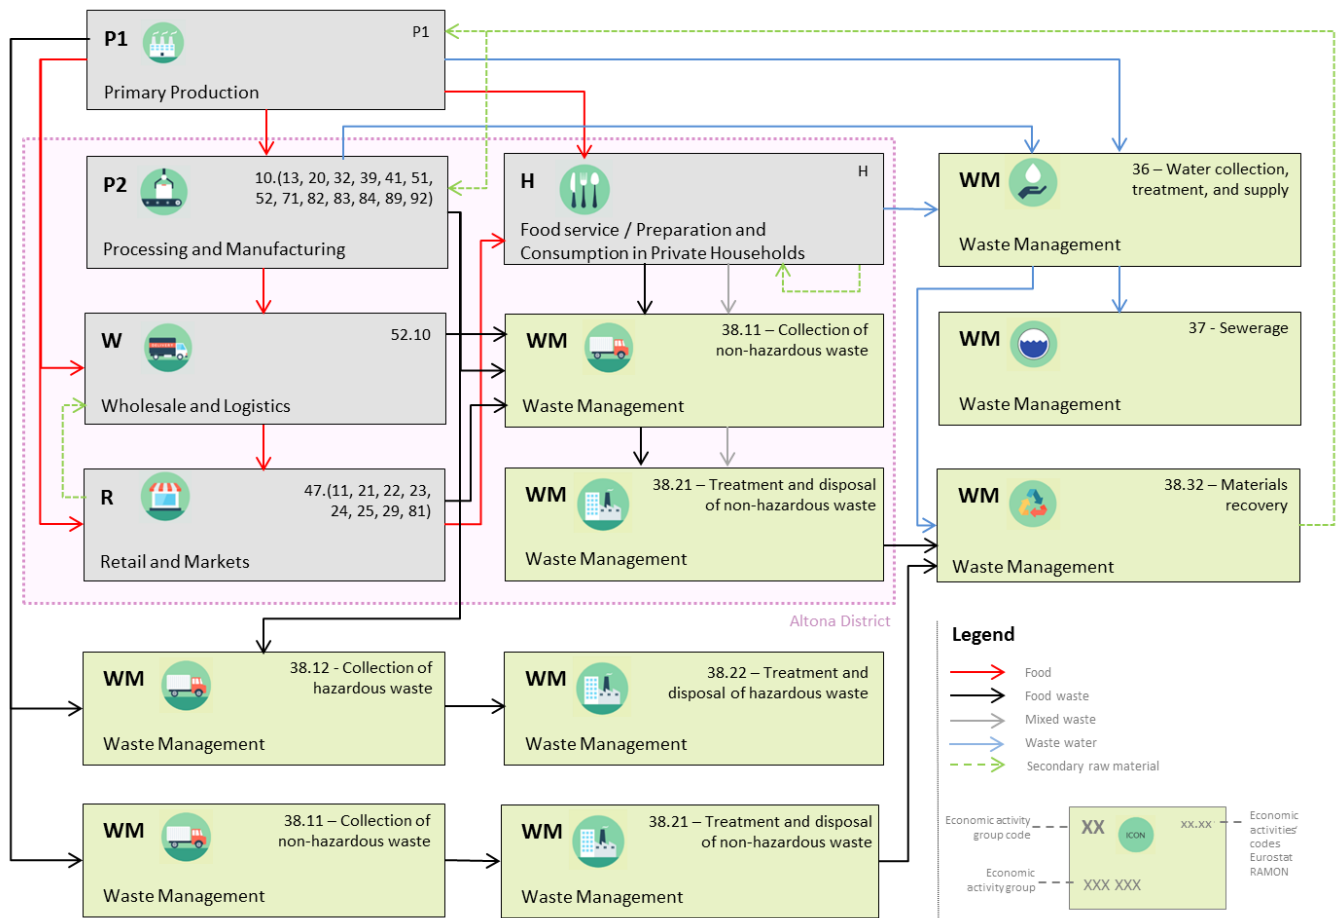 P1
P1
Primary Production
P2
10.(13, 20, 32, 39, 41, 51,
52, 71, 82, 83, 84, 89, 92)
Processing and Manufacturing
H
H
Food service / Preparation and
Consumption in Private Households
WM
36 – Water collection,
treatment, and supply
Waste Management
W
DELIVERY
52.10
Wholesale and Logistics
WM
38.11 – Collection of
non-hazardous waste
Waste Management
WM
37 - Sewerage
Waste Management
R
47.(11, 21, 22, 23,
24, 25, 29, 81)
Retail and Markets
WM
38.21 – Treatment and disposal
of non-hazardous waste
Waste Management
WM
38.32 – Materials
recovery
Waste Management
Altona District
WM
38.12 - Collection of
hazardous waste
Waste Management
WM
38.22 – Treatment and
disposal of hazardous waste
Waste Management
WM
38.11 – Collection of
non-hazardous waste
Waste Management
WM
38.21 – Treatment and disposal
of non-hazardous waste
Waste Management
Legend
Food
Food waste
Mixed waste
Waste water
Secondary raw material
Economic activity
group code
XX
ICON
xx.xx
Economic
activities'
codes
Eurostat
RAMON
Economic
activity group
XXX XXX